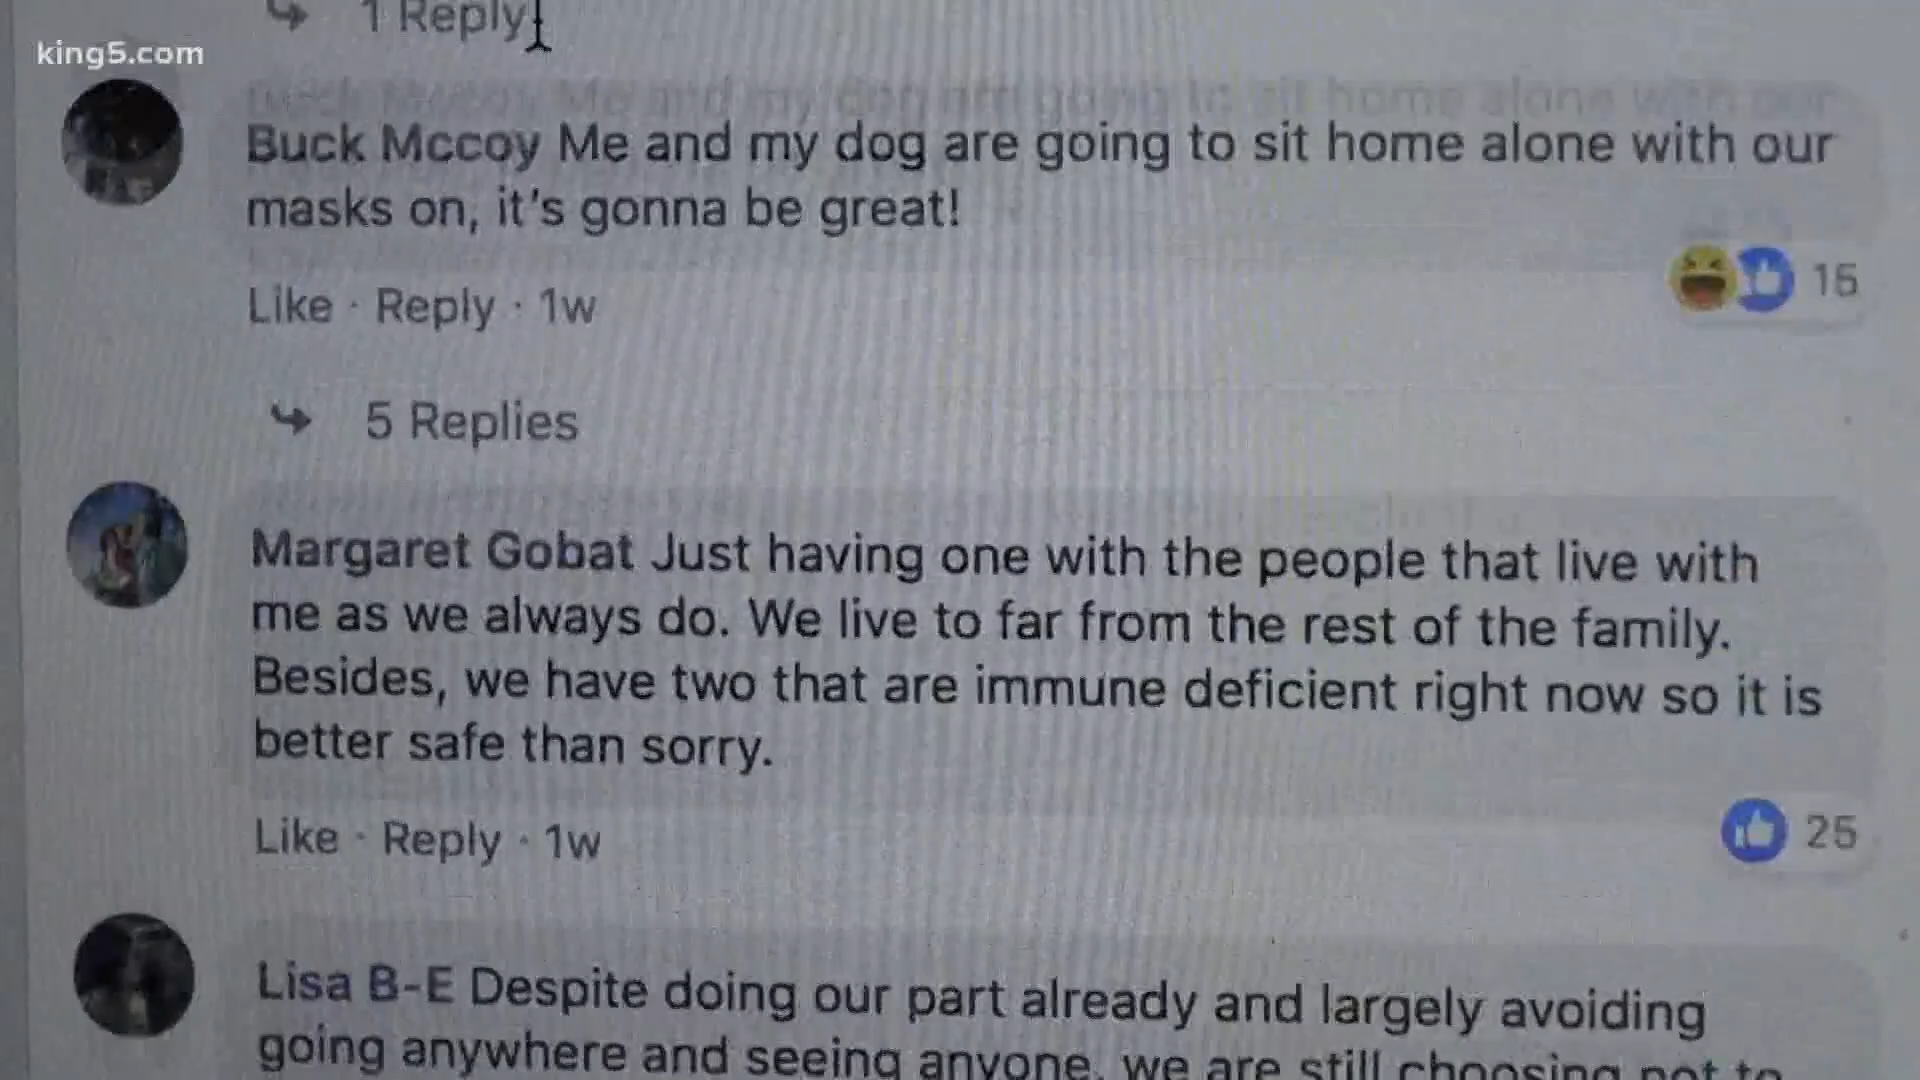 1 Reply
king5.com
Buck Mccoy Me and my dog are going to sit home alone with our
masks on, it's gonna be great!
15
Like · Reply · 1w
5 Replies
Margaret Gobat Just having one with the people that live with
me as we always do. We live to far from the rest of the family.
Besides, we have two that are immune deficient right now so it is
better safe than sorry.
Like · Reply · 1w
25
Lisa B-E Despite doing our part already and largely avoiding
going anywhere and seeing anyone, we are still choosing not to